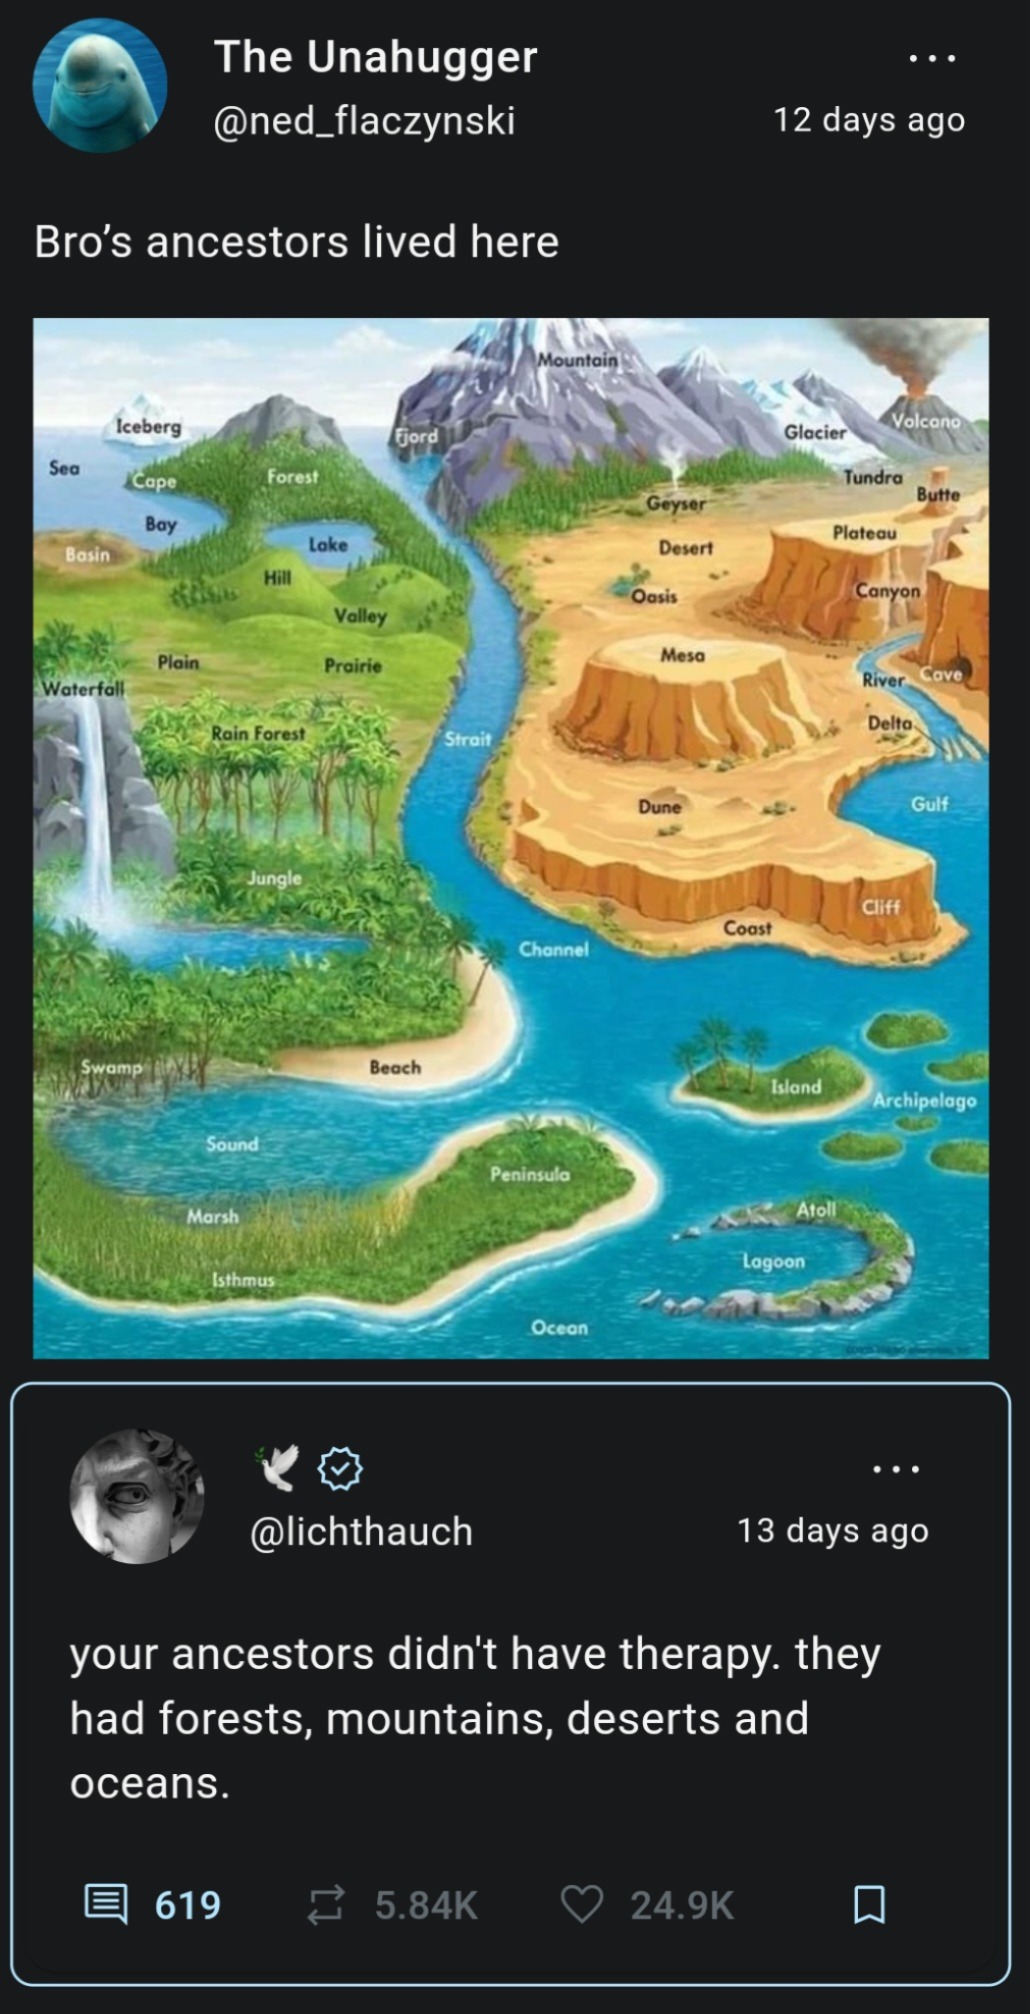 The Unahugger
@ned_flaczynski
12 days ago
Bro’s ancestors lived here
Mountain
Iceberg
Fjord
Glacier
Volcano
Sea
Cape
Forest
Tundra
Butte
Geyser
Bay
Plateau
Basin
Lake
Desert
Hill
Oasis
Canyon
Valley
Plain
Prairie
Mesa
River
Cave
Waterfall
Rain Forest
Strait
Delta
Dune
Gulf
Jungle
Cliff
Coast
Channel
Swamp
Beach
Island
Archipelago
Sound
Peninsula
Marsh
Atoll
Lagoon
Isthmus
Ocean
@lichthauch
13 days ago
your ancestors didn't have therapy. they
had forests, mountains, deserts and
oceans.
619
5.84K
24.9K